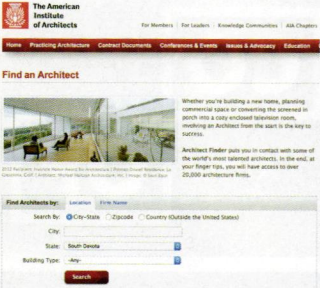 The American
Institute
of Architects
For Members For Leaders Knowledge Communities AIA Chapters
Home Practicing Architecture Contract Documents Conferences & Events Issues & Advocacy Education
Find an Architect
Whether you're building a new home, planning
commercial space or converting the screened in
porch into a cozy enclosed television room,
involving an Architect from the start is the key to
success.
Architect Finder puts you in contact with some of
the world's most talented architects. In the end, at
your finger tips, you will have access to over
20,000 architecture firms.
Find Architects by: Location Firm Name
Search By: City-State Zipcode Country (Outside the United States)
City:
State: South Dakota
Building Type: -Any-
Search